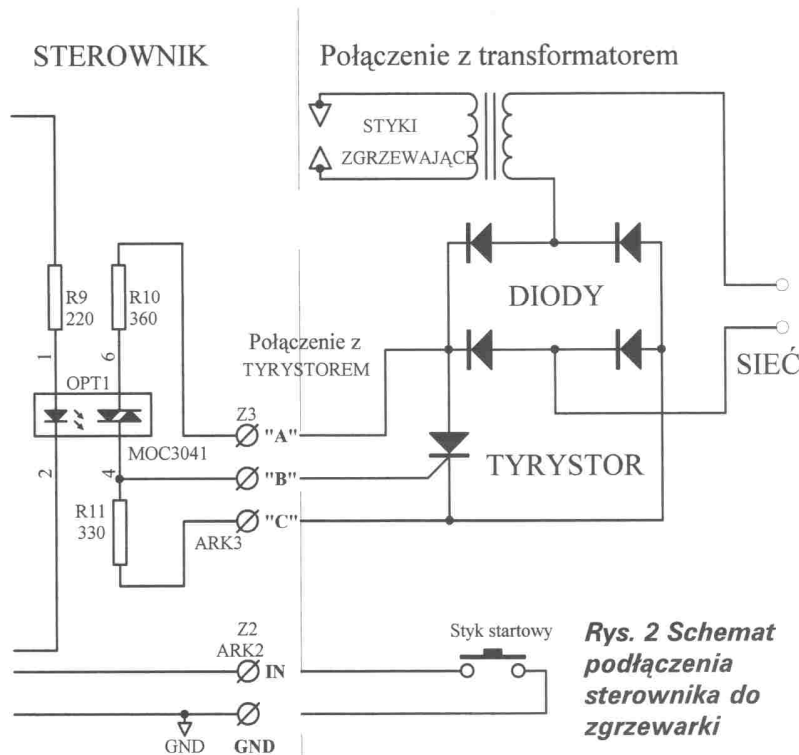 STEROWNIK
Połączenie z transformatorem
STYKI
ZGRZEWAJĄCE
R9
220
R10
360
DIODY
SIEĆ
Połączenie z
TYRYSTOREM
1
6
OPT1
Z3
"A"
MOC3041
2
4
"B"
TYRYSTOR
R11
330
"C"
ARK3
Z2
ARK2
IN
Styk startowy
GND
GND
Rys. 2 Schemat
podłączenia
sterownika do
zgrzewarki